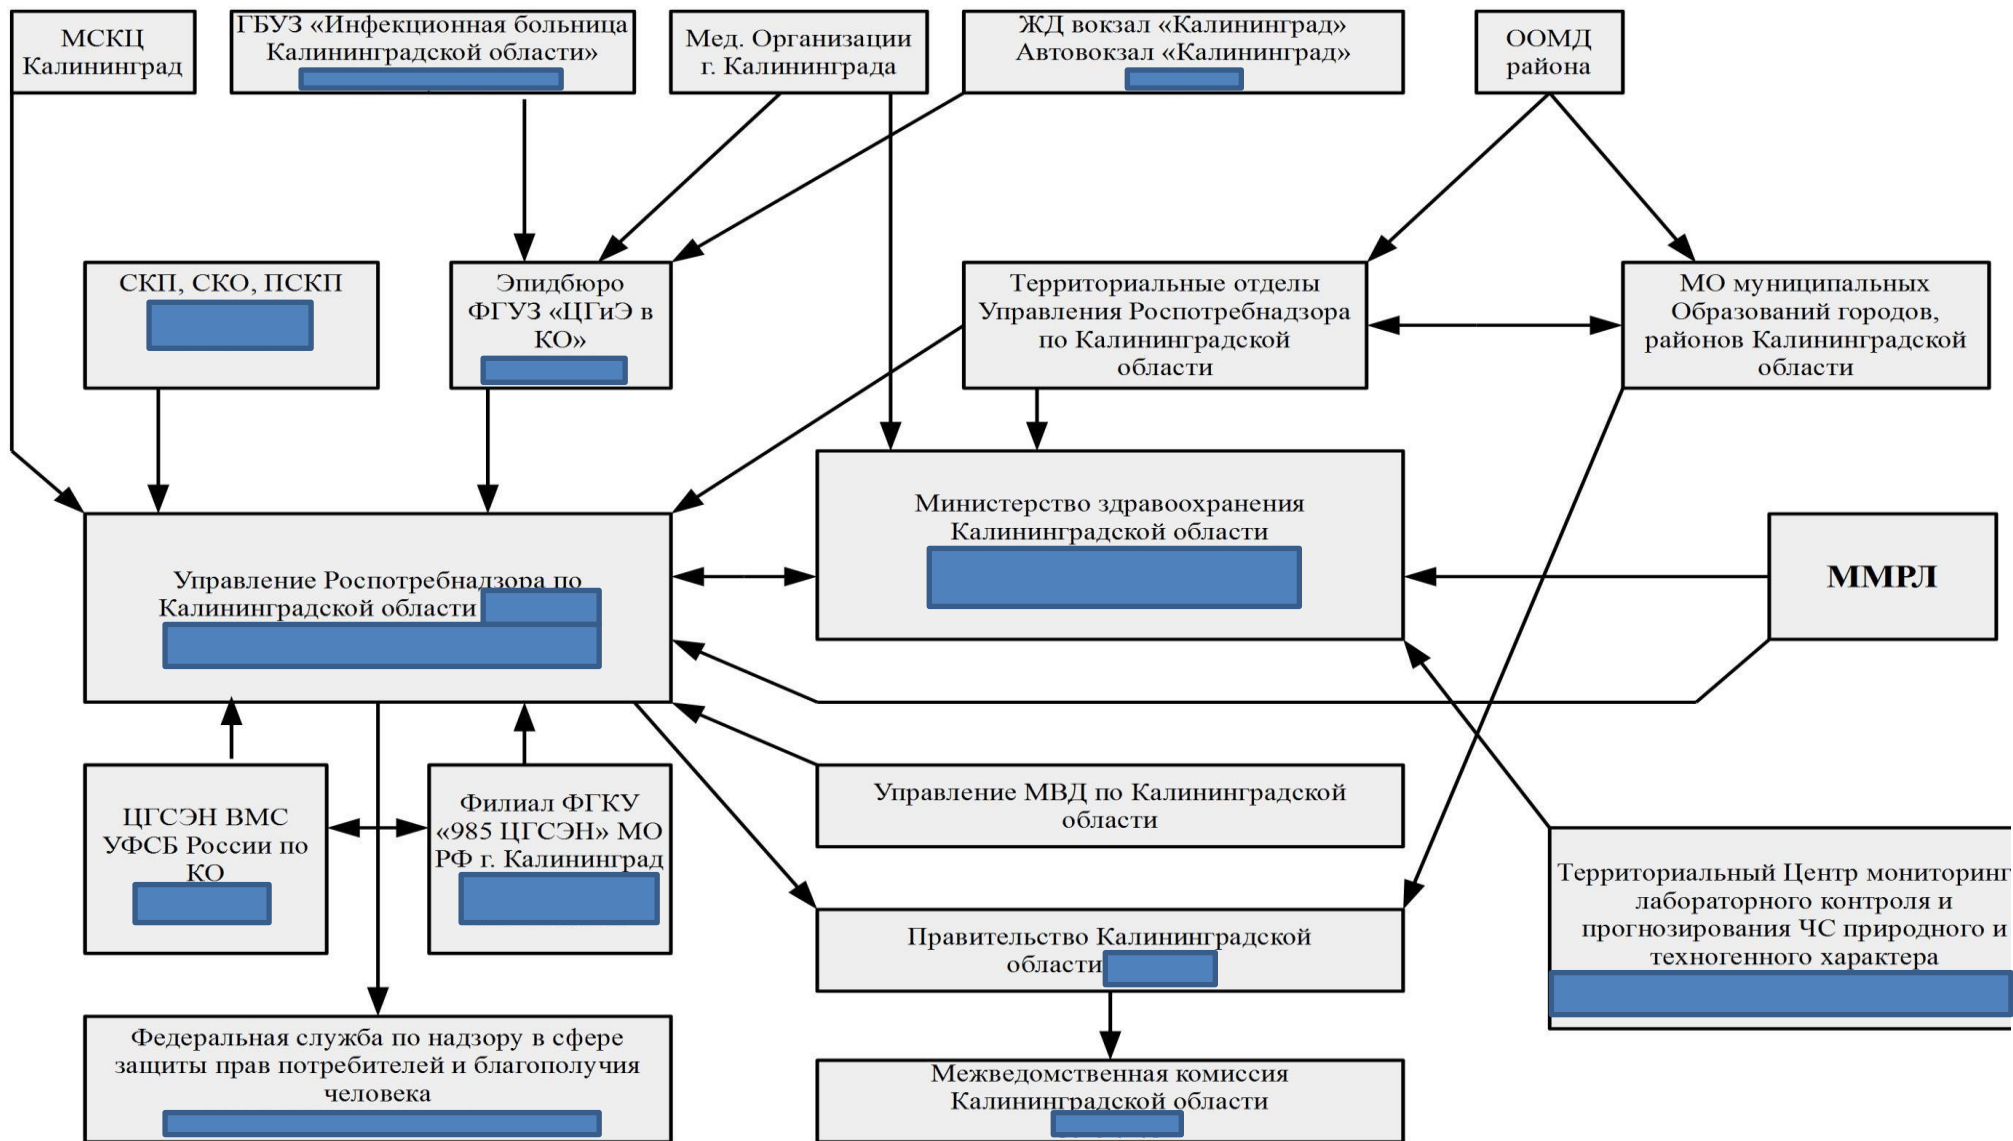 МСКЦ
Калининград
ГБУЗ «Инфекционная больница
Калининградской области»
Мед. Организации
г. Калининграда
ЖД вокзал «Калининград»
Автовокзал «Калининград»
ООМД
района
СКП, СКО, ПСКП
Эпидбюро
ФГУЗ «ЦГиЭ в
КО»
Территориальные отделы
Управления Роспотребнадзора
по Калининградской
области
МО муниципальных
Образований городов,
районов Калининградской
области
Министерство здравоохранения
Калининградской области
ММРЛ
Управление Роспотребнадзора по
Калининградской области
ЦГСЭН ВМС
УФСБ России по
КО
Филиал ФГКУ
«985 ЦГСЭН» МО
РФ г. Калининград
Управление МВД по Калининградской
области
Территориальный Центр мониторинг
лабораторного контроля и
прогнозирования ЧС природного и
техногенного характера
Правительство Калининградской
области
Федеральная служба по надзору в сфере
защиты прав потребителей и благополучия
человека
Межведомственная комиссия
Калининградской области